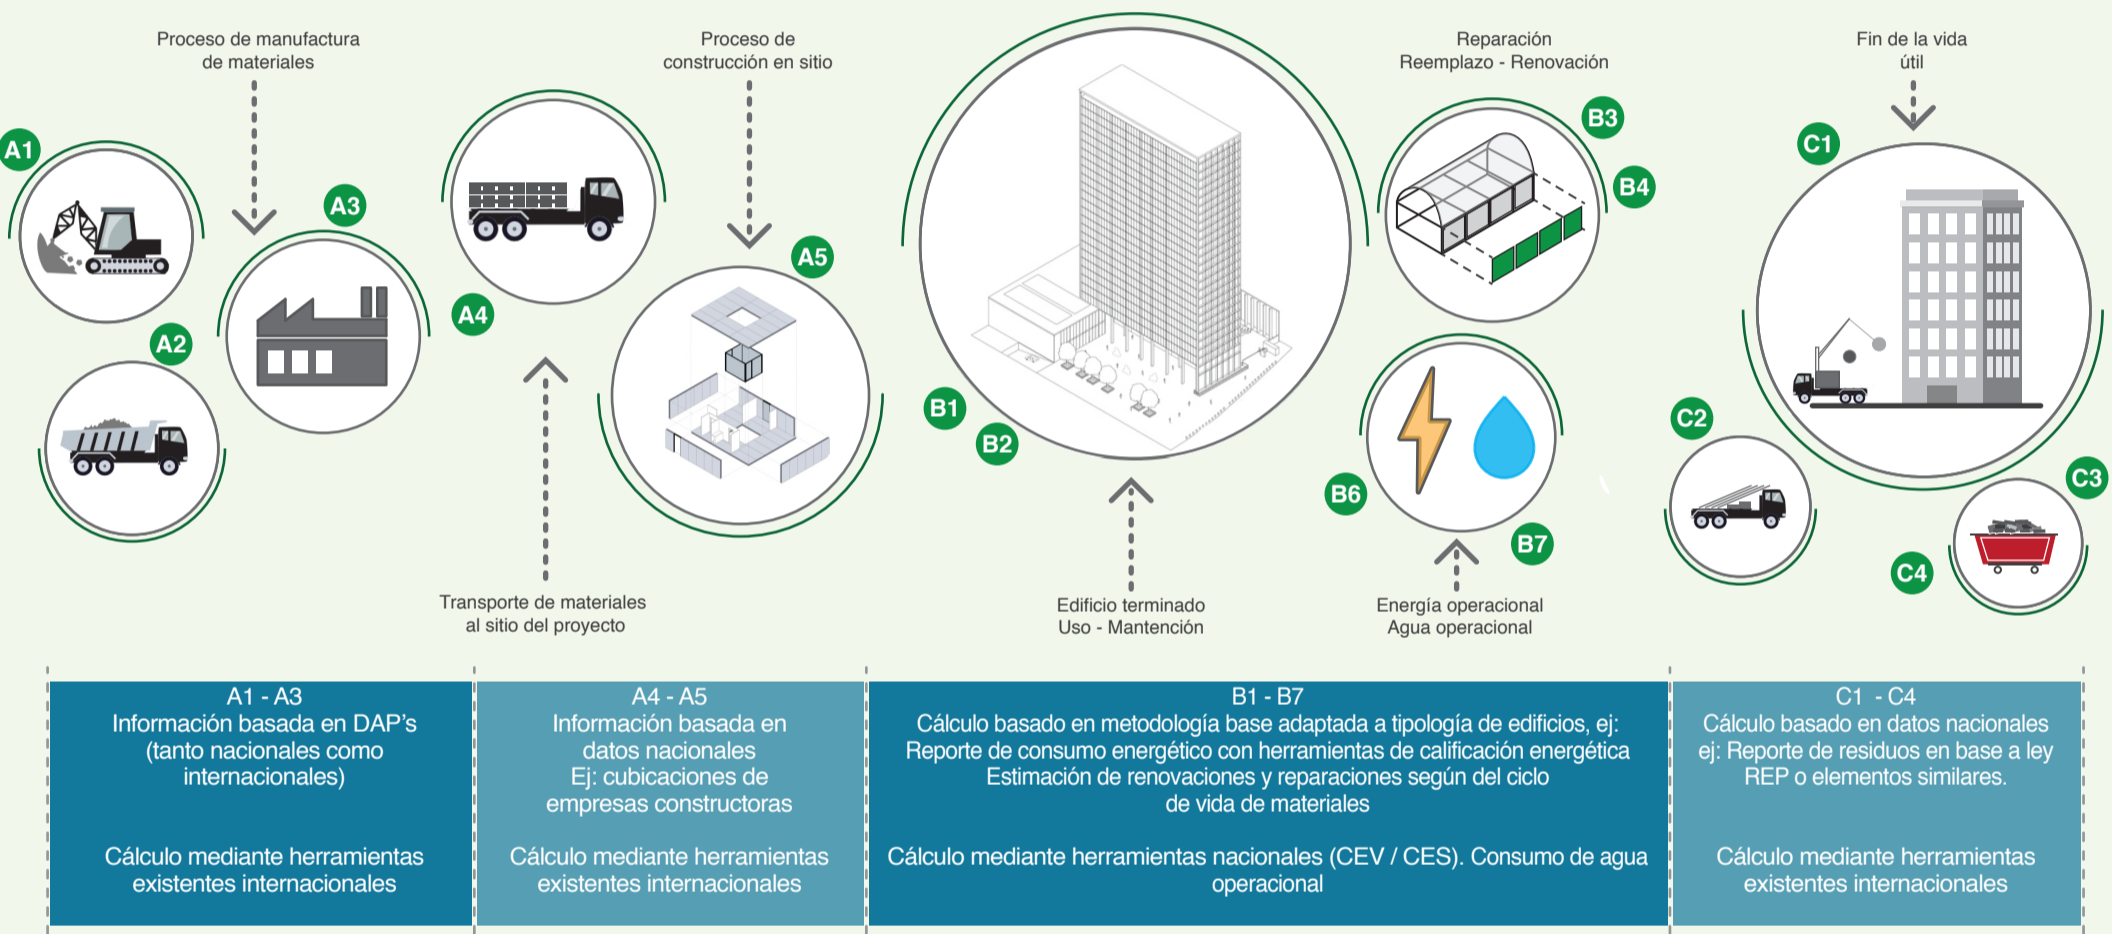 Proceso de manufactura
de materiales
Proceso de
construcción en sitio
Reparación
Reemplazo - Renovación
Fin de la vida
útil
A1
A2
A3
A4
A5
B1
B2
B3
B4
B6
B7
C1
C2
C3
C4
Transporte de materiales
al sitio del proyecto
Edificio terminado
Uso - Mantención
Energía operacional
Agua operacional
A1 - A3
Información basada en DAP's
(tanto nacionales como
internacionales)
Cálculo mediante herramientas
existentes internacionales
A4 - A5
Información basada en
datos nacionales
Ej: cubicaciones de
empresas constructoras
Cálculo mediante herramientas
existentes internacionales
B1 - B7
Cálculo basado en metodología base adaptada a tipología de edificios, ej:
Reporte de consumo energético con herramientas de calificación energética
Estimación de renovaciones y reparaciones según del ciclo
de vida de materiales
Cálculo mediante herramientas nacionales (CEV / CES). Consumo de agua
operacional
C1 - C4
Cálculo basado en datos nacionales
ej: Reporte de residuos en base a ley
REP o elementos similares.
Cálculo mediante herramientas
existentes internacionales